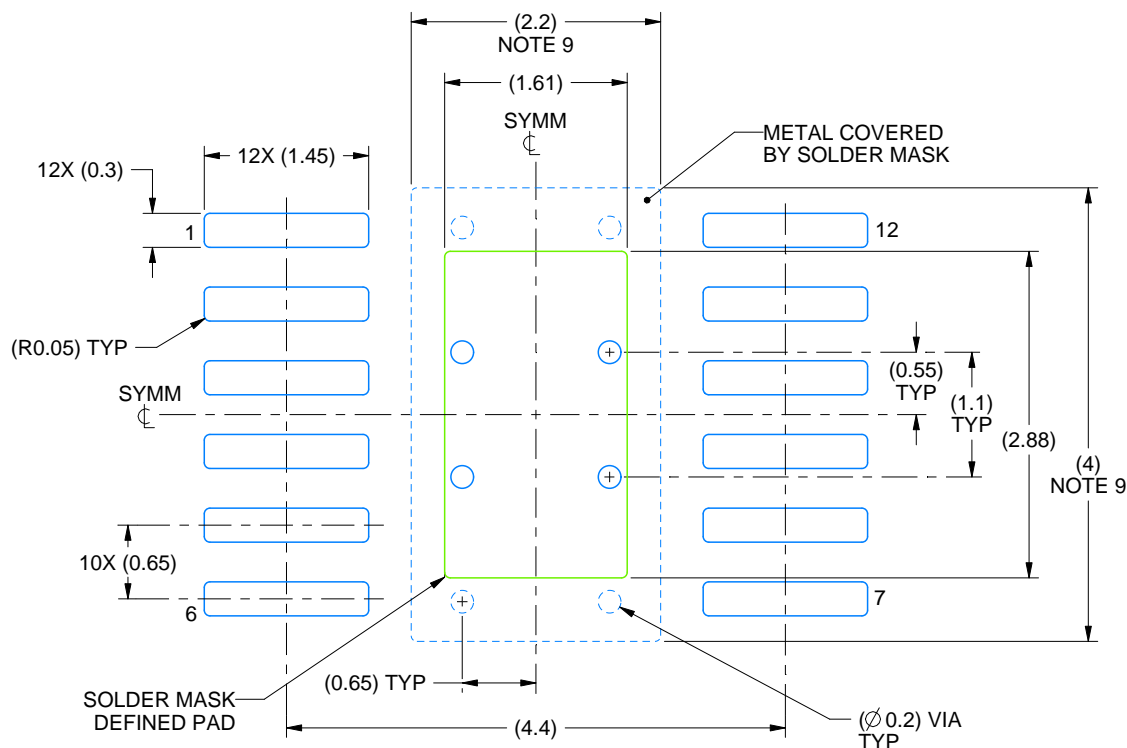 (2.2)
NOTE 9
(1.61)
SYMM
℄
METAL COVERED
BY SOLDER MASK
12X (1.45)
12X (0.3)
1
12
(R0.05) TYP
(0.55)
TYP
SYMM
℄
(1.1)
TYP
(2.88)
(4)
NOTE 9
10X (0.65)
6
7
(0.65) TYP
SOLDER MASK
DEFINED PAD
(4.4)
(∅0.2) VIA
TYP